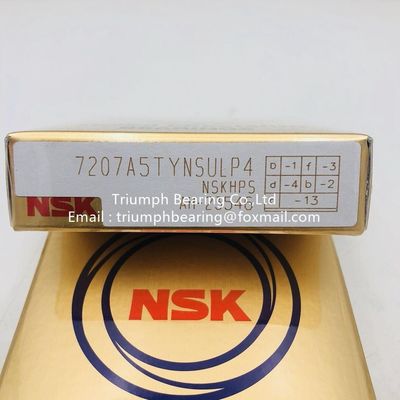 7207A5TYNSULP4
NSKHPS
D -1 f -3
d -4 b -2
-13
NSK
Triumph Bearing Co.,Ltd
Email : triumphbearing@foxmail.com
NSK